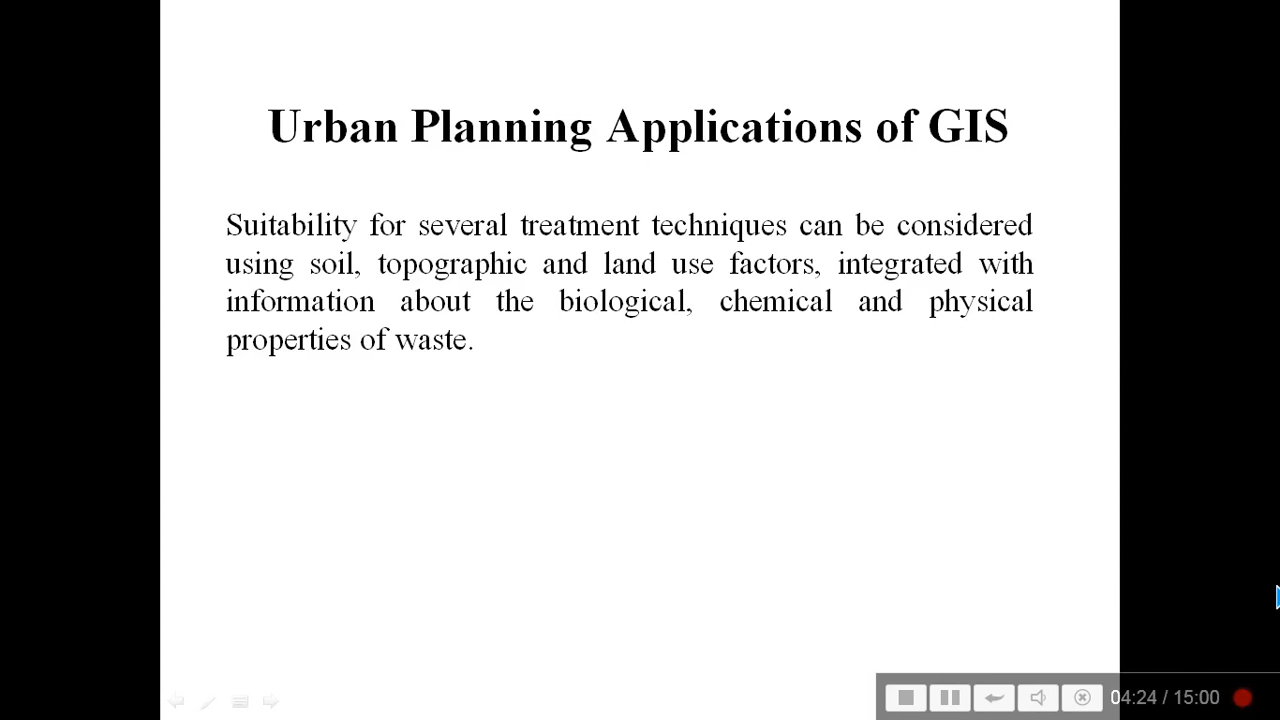 Urban Planning Applications of GIS
Suitability for several treatment techniques can be considered
using soil, topographic and land use factors, integrated with
information about the biological, chemical and physical
properties of waste.
04:24 / 15:00